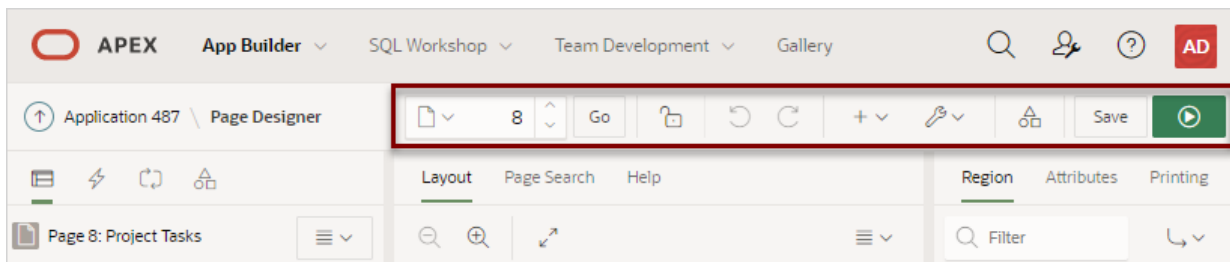 APEX App Builder SQL Workshop Team Development Gallery AD
Application 487 \ Page Designer 8 Go Save
Layout Page Search Help Region Attributes Printing
Page 8: Project Tasks Filter